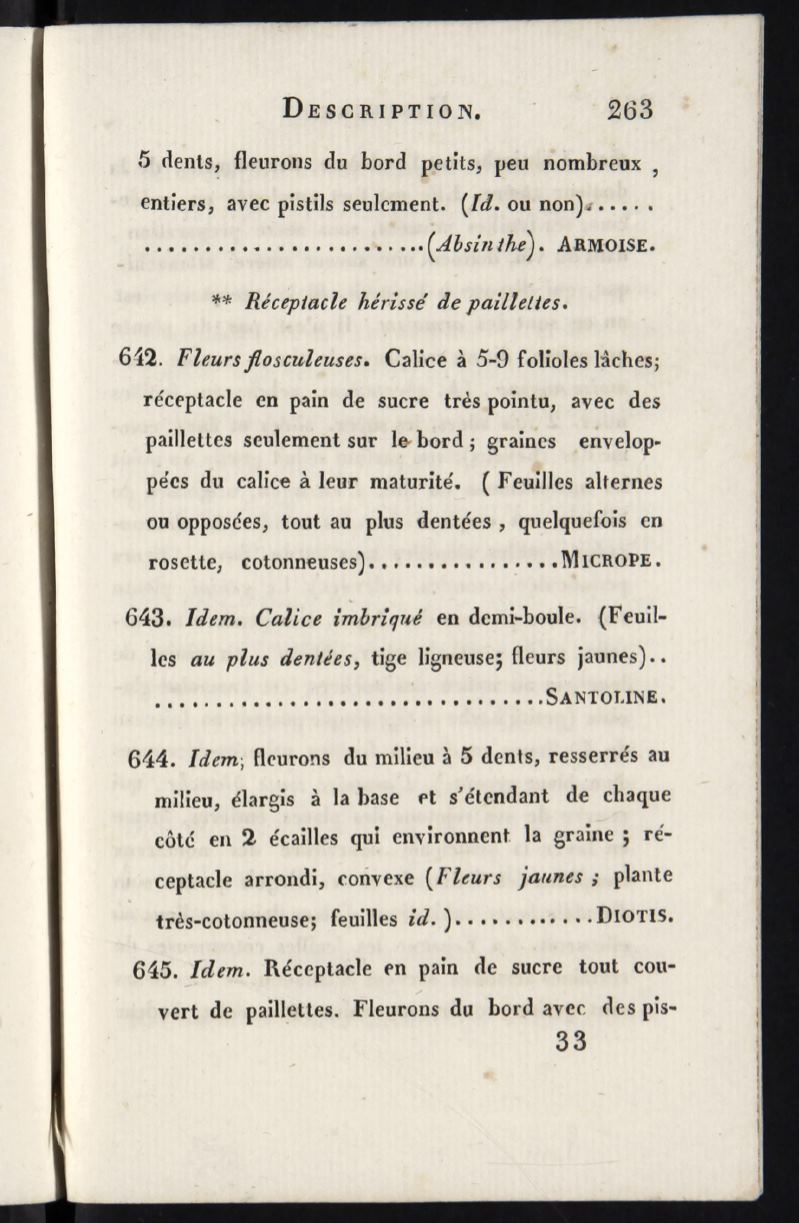 DESCRIPTION. 263
5 dents, fleurons du bord petits, peu nombreux ,
entiers, avec pistils seulement. (Id. ou non)......
........................(Absinthe). ARMOISE.
** Réceptacle hérissé de paillettes.
642. Fleurs flosculeuses. Calice à 5-9 folioles lâches;
réceptacle en pain de sucre très pointu, avec des
paillettes seulement sur le bord ; graines envelop-
pées du calice à leur maturité. ( Feuilles alternes
ou opposées, tout au plus dentées , quelquefois en
rosette, cotonneuses)................MICROPE.
643. Idem. Calice imbriqué en demi-boule. (Feuil-
les au plus dentées, tige ligneuse; fleurs jaunes)..
.................................SANTOLINE.
644. Idem; fleurons du milieu à 5 dents, resserrés au
milieu, élargis à la base et s'étendant de chaque
côté en 2 écailles qui environnent la graine ; ré-
ceptacle arrondi, convexe (Fleurs jaunes ; plante
très-cotonneuse; feuilles id. )............DIOTIS.
645. Idem. Réceptacle en pain de sucre tout cou-
vert de paillettes. Fleurons du bord avec des pis-
33